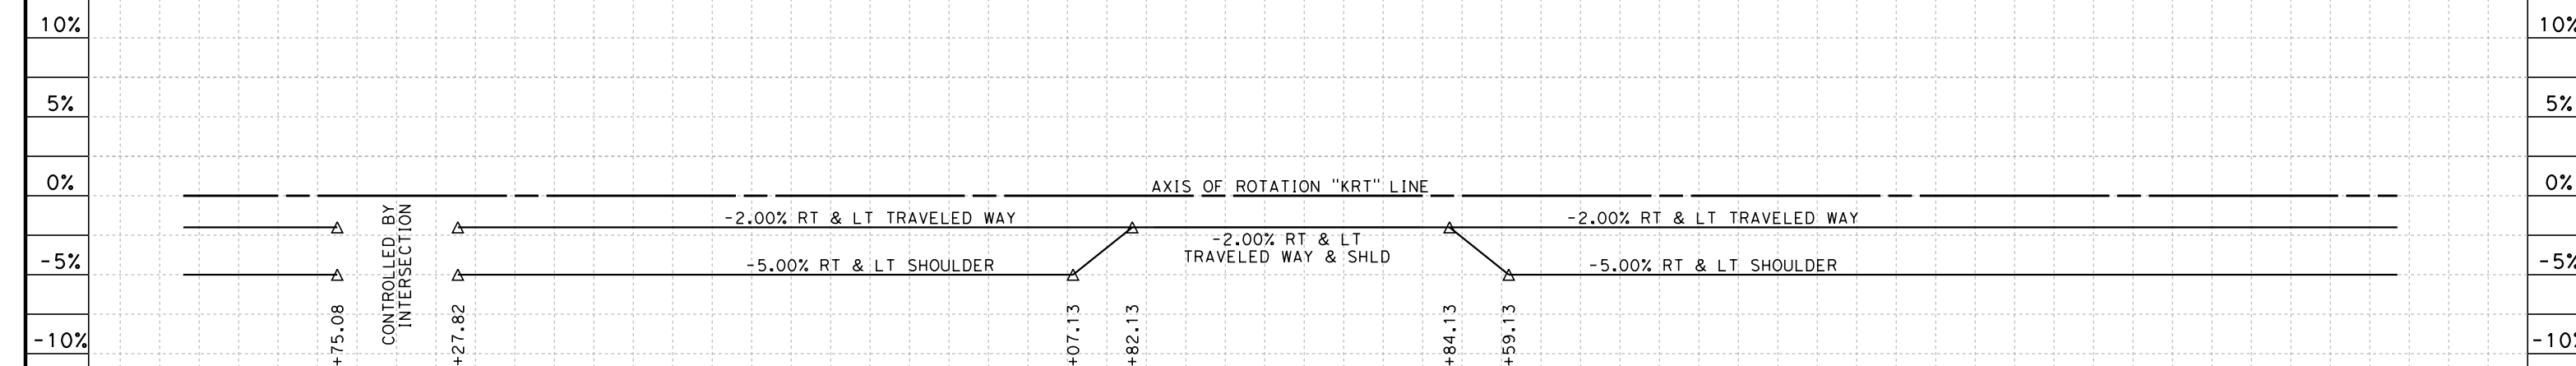 10%
10%
5%
5%
0%
AXIS OF ROTATION "KRT" LINE
0%
-2.00% RT & LT TRAVELED WAY
-2.00% RT & LT TRAVELED WAY
CONTROLLED BY
INTERSECTION
-2.00% RT & LT
TRAVELED WAY & SHLD
-5%
-5.00% RT & LT SHOULDER
-5.00% RT & LT SHOULDER
-5%
+75.08
+27.82
+07.13
+82.13
+84.13
+59.13
-10%
-10%